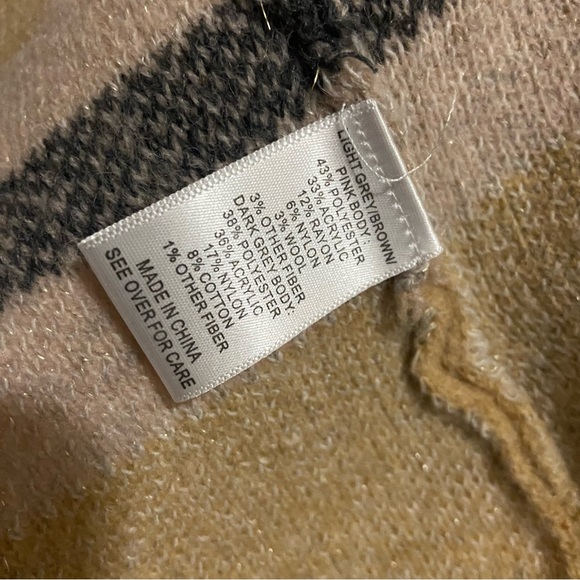 LIGHT GREY/BROWN/
PINK BODY:
43% POLYESTER
33% ACRYLIC
12% RAYON
6% NYLON
3% WOOL
3% OTHER FIBER
DARK GREY BODY:
38% POLYESTER
36% ACRYLIC
17% NYLON
8% COTTON
1% OTHER FIBER
MADE IN CHINA
SEE OVER FOR CARE